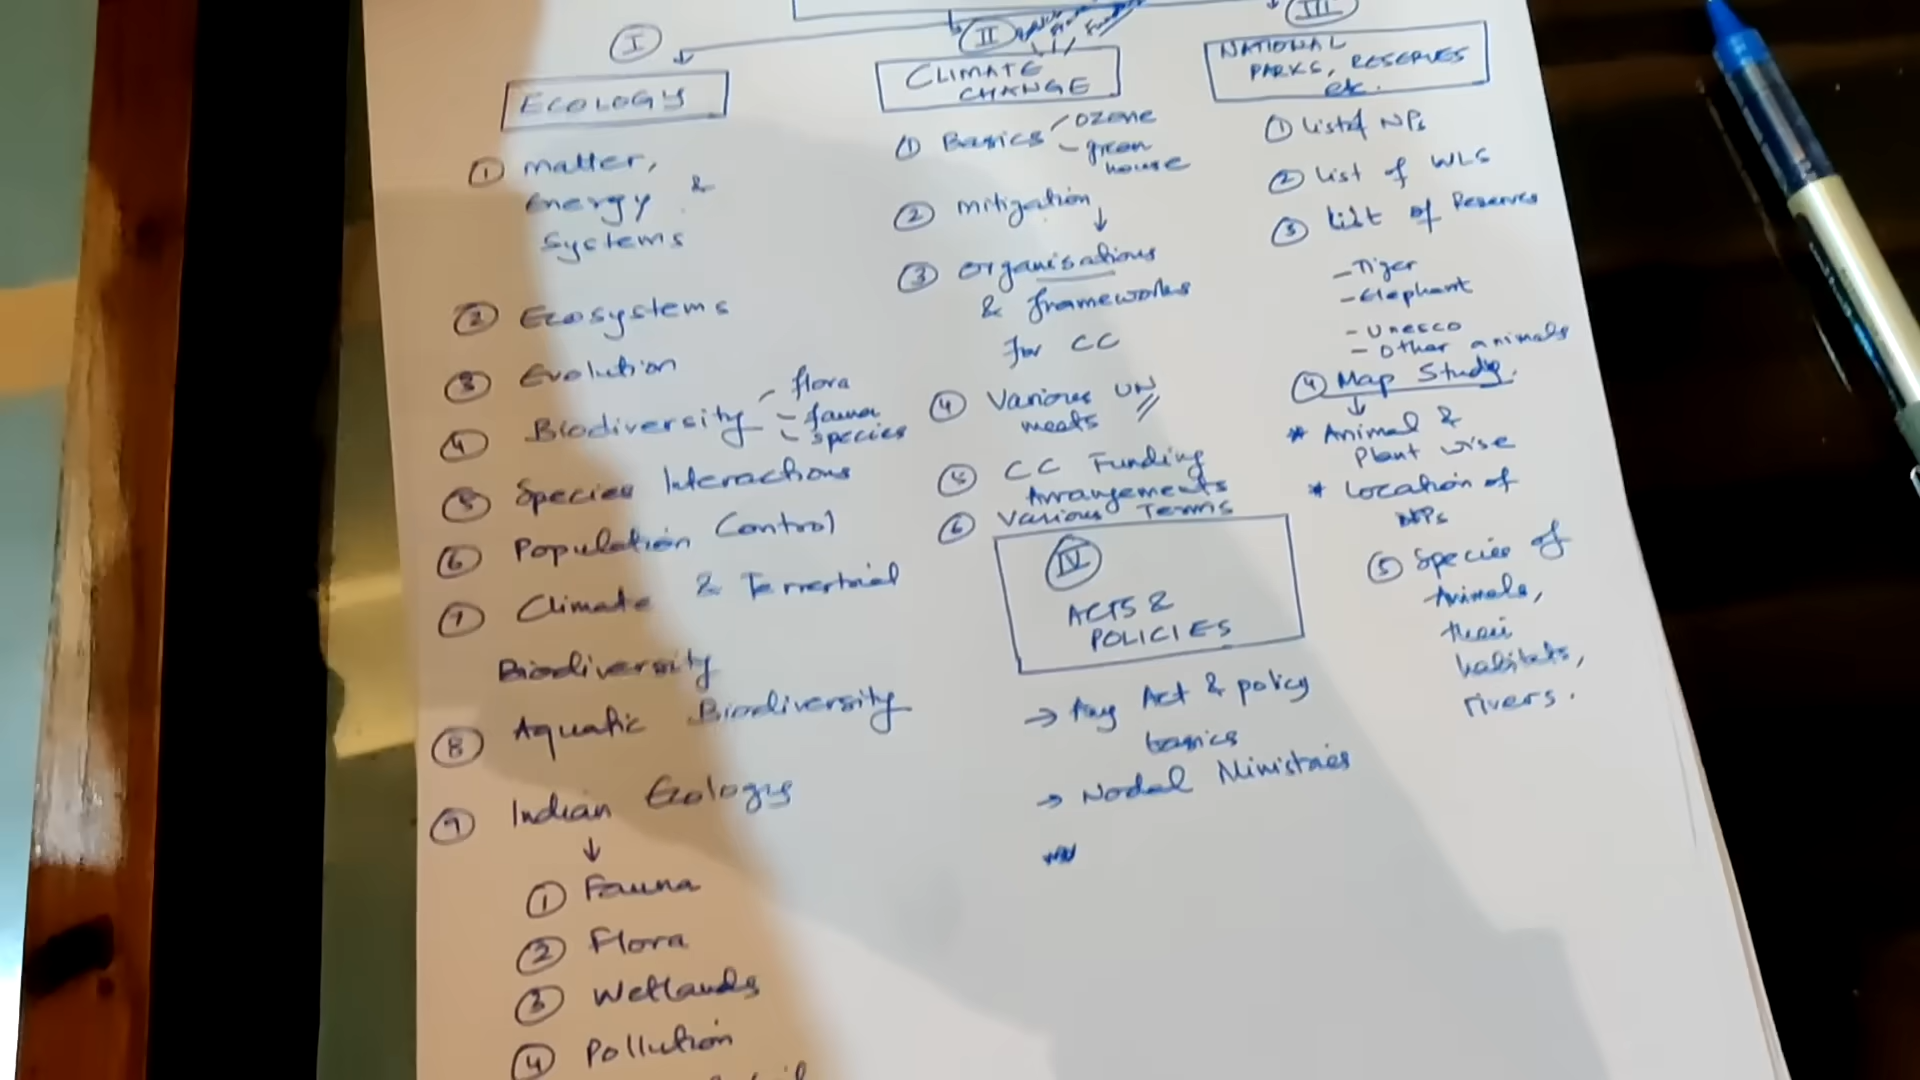 I
ECOLOGY
① matter,
Energy &
Systems
② Ecosystems
③ Evolution
④ Biodiversity - flora
- fauna
- species
⑤ Species Interactions
⑥ Population Control
⑦ Climate & Terrestrial
Biodiversity
⑧ Aquatic Biodiversity
⑨ Indian Ecology
↓
① Fauna
② Flora
③ Wetlands
④ Pollution
II
CLIMATE
CHANGE
① Basics - ozone
- green
house
② Mitigation
↓
③ Organisations
& frameworks
for CC
④ Various UN
meets
⑤ CC Funding
Arrangements
⑥ Various Terms
IV
ACTS &
POLICIES
→ Any Act & policy
basics
→ Nodal Ministries
III
NATIONAL
PARKS, RESERVES
etc.
① List of NPs
② List of WLS
③ List of Reserves
- Tiger
- Elephant
- Unesco
- Other animals
④ Map Study.
↓
* Animal &
Plant wise
* Location of
NPs
⑤ Species of
Animals,
their
habitats,
rivers.